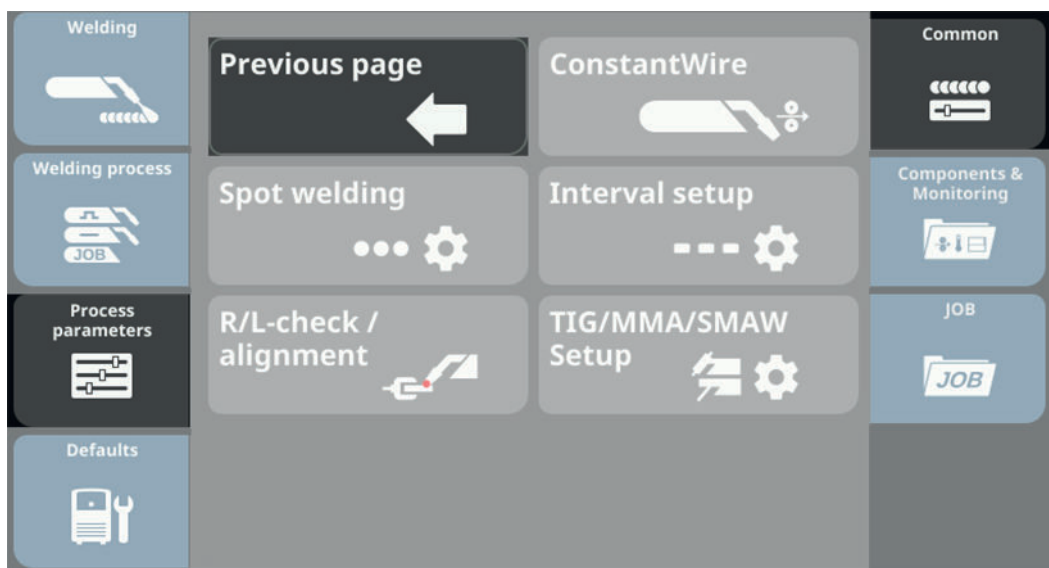 Welding
Welding process
JOB
Process
parameters
Defaults
Previous page
ConstantWire
Spot welding
Interval setup
R/L-check /
alignment
TIG/MMA/SMAW
Setup
Common
Components &
Monitoring
JOB
JOB